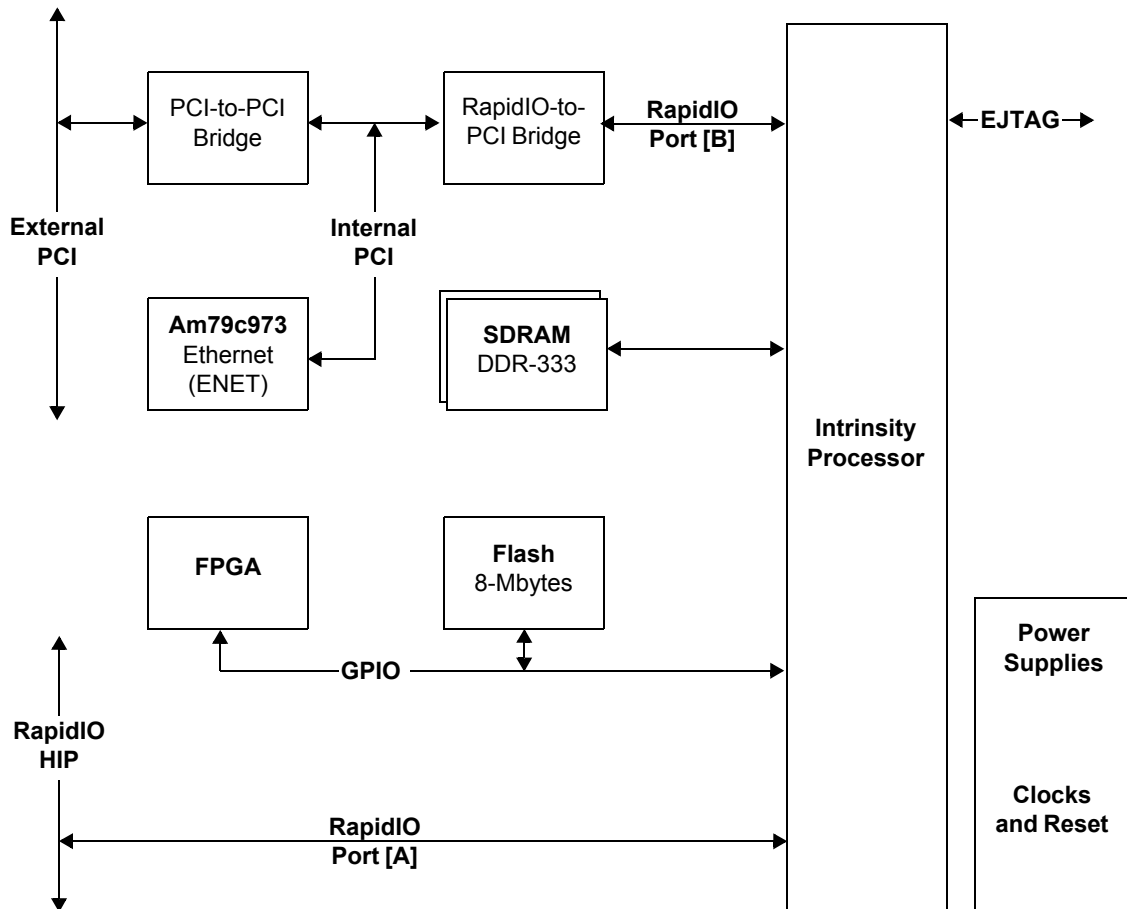 PCI-to-PCI
Bridge
RapidIO-to-
PCI Bridge
RapidIO
Port [B]
EJTAG
External
PCI
Internal
PCI
Am79c973
Ethernet
(ENET)
SDRAM
DDR-333
Intrinsity
Processor
FPGA
Flash
8-Mbytes
GPIO
Power
Supplies
RapidIO
HIP
Clocks
and Reset
RapidIO
Port [A]